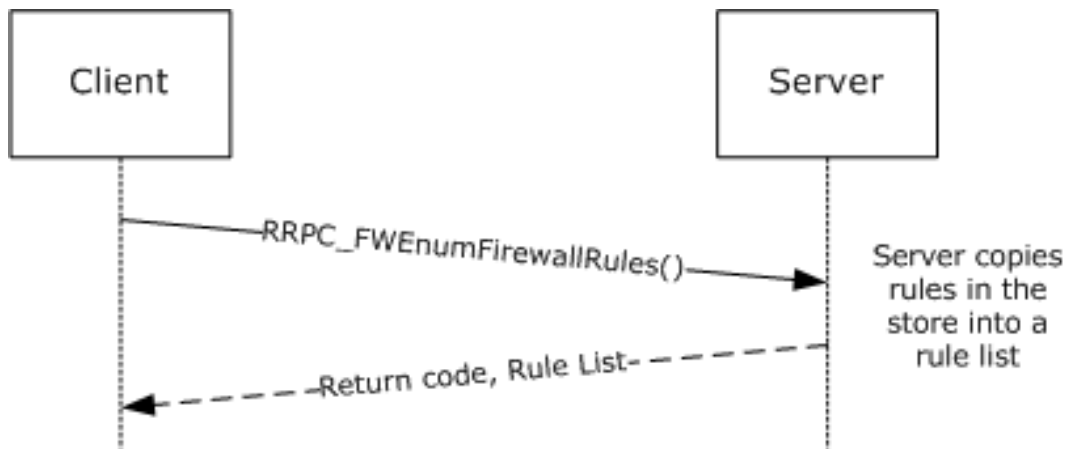 Client
Server
RRPC_FWEnumFirewallRules()
Server copies
rules in the
store into a
rule list
Return code, Rule List